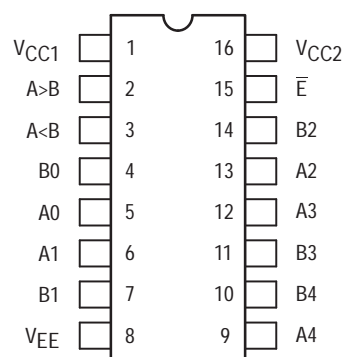 VCC1 1 16 VCC2
A>B 2 15 E̅
A<B 3 14 B2
B0 4 13 A2
A0 5 12 A3
A1 6 11 B3
B1 7 10 B4
VEE 8 9 A4